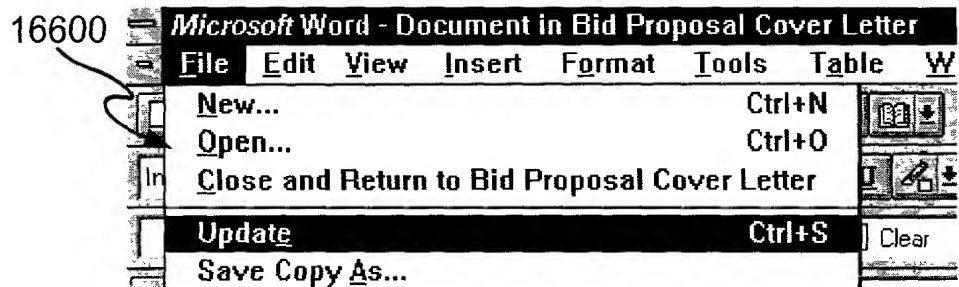 16600
Microsoft Word - Document in Bid Proposal Cover Letter
File Edit View Insert Format Tools Table W
New... Ctrl+N
Open... Ctrl+O
In
Close and Return to Bid Proposal Cover Letter
Update Ctrl+S
Clear
Save Copy As...